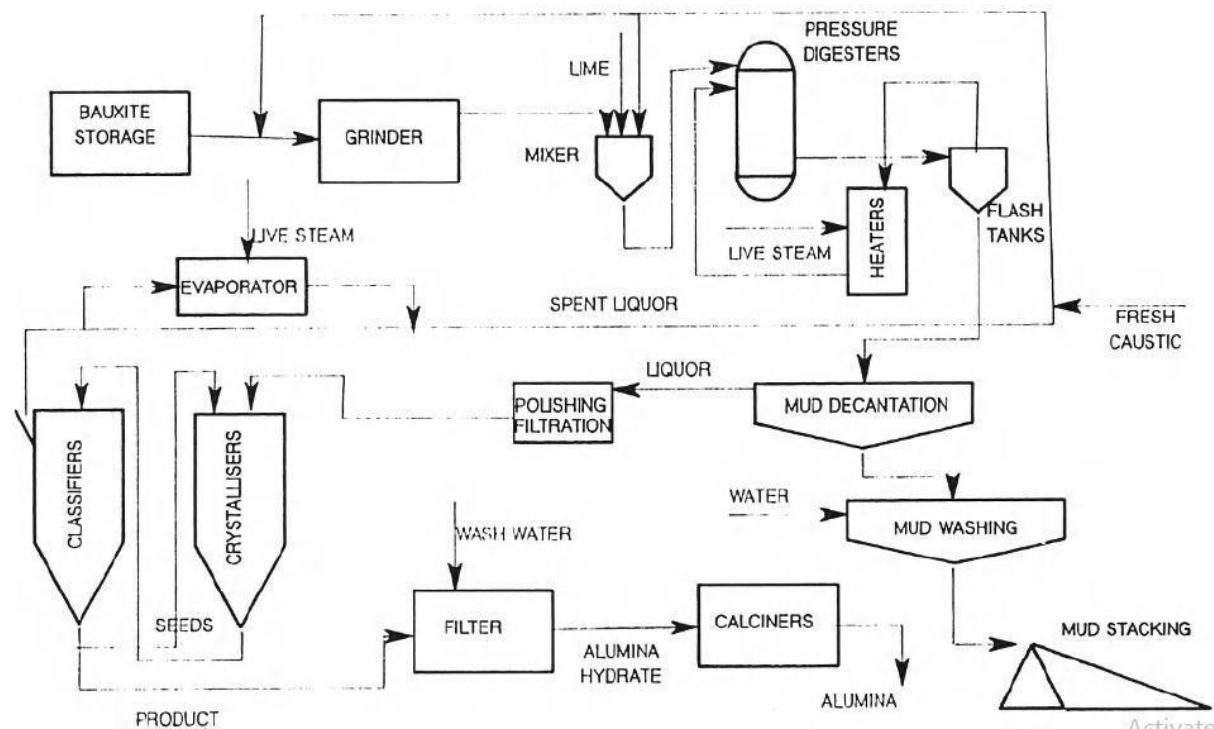 PRESSURE
DIGESTERS
LIME
BAUXITE
STORAGE
GRINDER
MIXER
HEATERS
FLASH
TANKS
LIVE STEAM
LIVE STEAM
EVAPORATOR
SPENT LIQUOR
FRESH
CAUSTIC
LIQUOR
POLISHING
FILTRATION
MUD DECANTATION
CLASSIFIERS
CRYSTALLISERS
WATER
MUD WASHING
WASH WATER
SEEDS
FILTER
CALCINERS
MUD STACKING
ALUMINA
HYDRATE
ALUMINA
PRODUCT
Activate